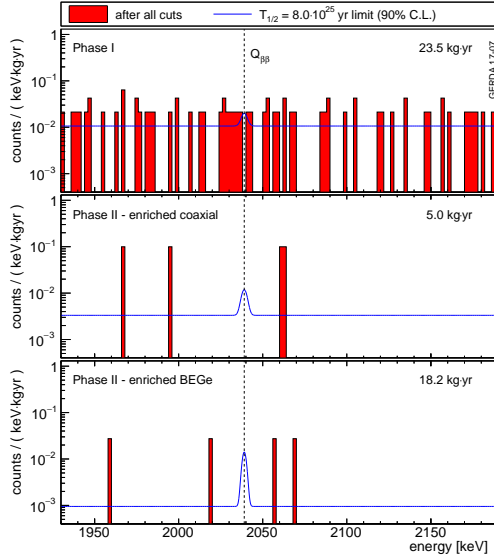 after all cuts
T1/2 = 8.0·10^25 yr limit (90% C.L.)
Phase I
23.5 kg·yr
Qββ
GERDA 17-07
counts / ( keV·kg·yr)
1
10^−1
10^−2
10^−3
Phase II - enriched coaxial
5.0 kg·yr
counts / ( keV·kg·yr)
1
10^−1
10^−2
10^−3
Phase II - enriched BEGe
18.2 kg·yr
counts / ( keV·kg·yr)
1
10^−1
10^−2
10^−3
1950 2000 2050 2100 2150
energy [keV]